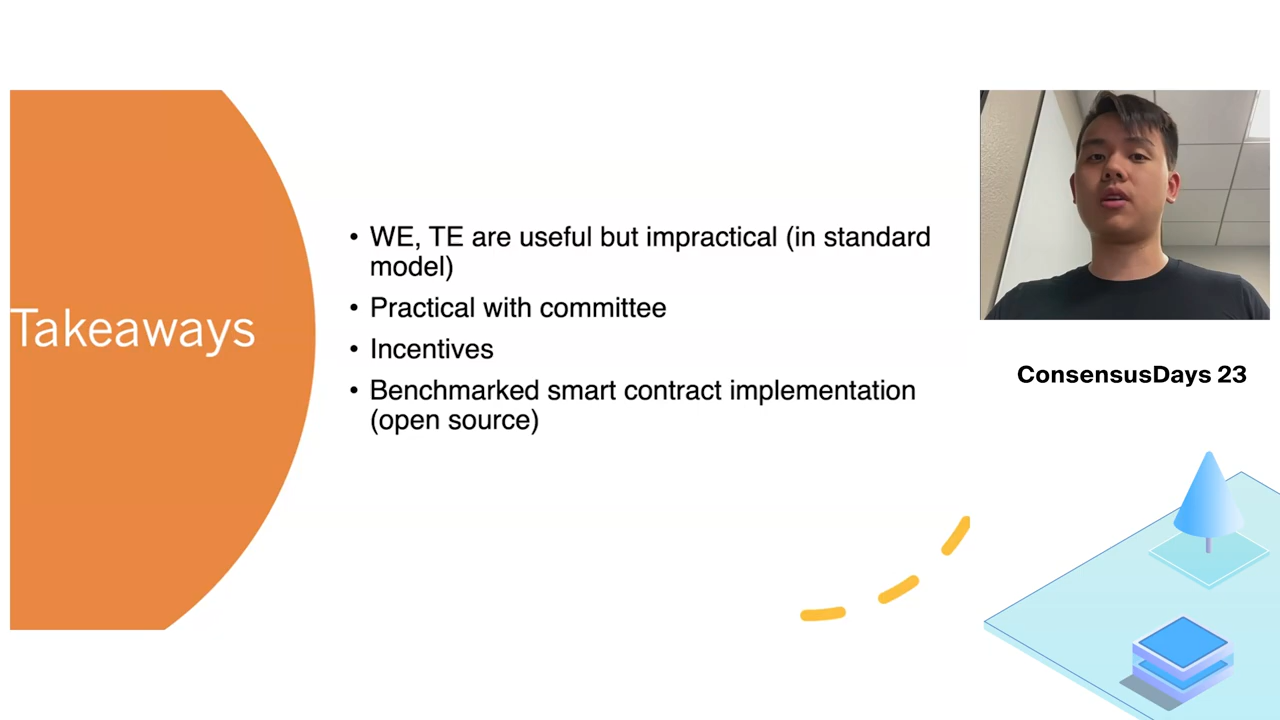 Takeaways
• WE, TE are useful but impractical (in standard
model)
• Practical with committee
• Incentives
• Benchmarked smart contract implementation
(open source)
ConsensusDays 23